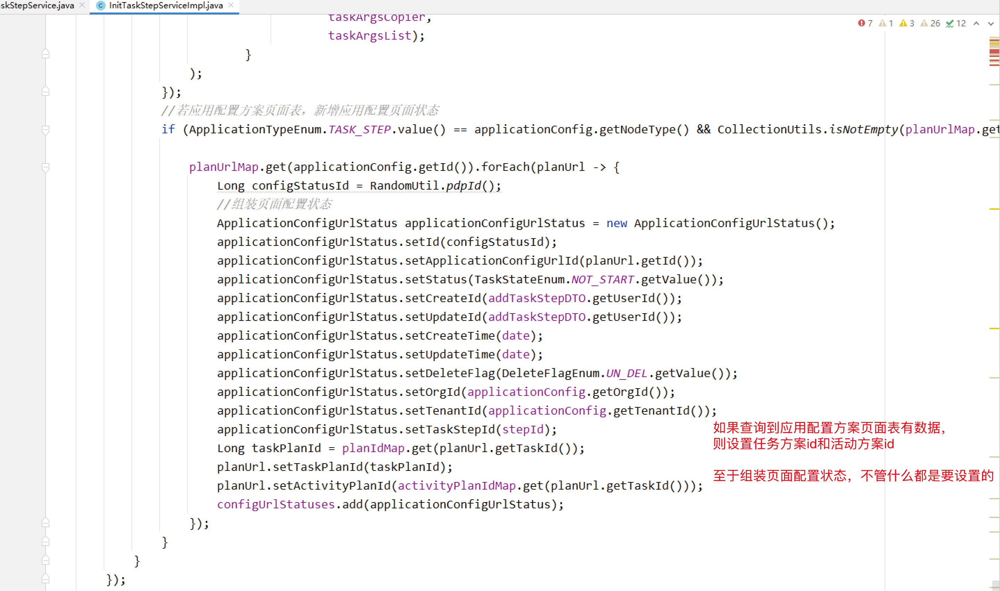 skStepService.java
InitTaskStepServiceImpl.java
7 1 3 26 12
taskArgsCopier,
taskArgsList);
}
);
});
//若应用配置方案页面表，新增应用配置页面状态
if (ApplicationTypeEnum.TASK_STEP.value() == applicationConfig.getNodeType() && CollectionUtils.isNotEmpty(planUrlMap.get
planUrlMap.get(applicationConfig.getId()).forEach(planUrl -> {
Long configStatusId = RandomUtil.pdpId();
//组装页面配置状态
ApplicationConfigUrlStatus applicationConfigUrlStatus = new ApplicationConfigUrlStatus();
applicationConfigUrlStatus.setId(configStatusId);
applicationConfigUrlStatus.setApplicationConfigUrlId(planUrl.getId());
applicationConfigUrlStatus.setStatus(TaskStateEnum.NOT_START.getValue());
applicationConfigUrlStatus.setCreateId(addTaskStepDTO.getUserId());
applicationConfigUrlStatus.setUpdateId(addTaskStepDTO.getUserId());
applicationConfigUrlStatus.setCreateTime(date);
applicationConfigUrlStatus.setUpdateTime(date);
applicationConfigUrlStatus.setDeleteFlag(DeleteFlagEnum.UN_DEL.getValue());
applicationConfigUrlStatus.setOrgId(applicationConfig.getOrgId());
applicationConfigUrlStatus.setTenantId(applicationConfig.getTenantId());
applicationConfigUrlStatus.setTaskStepId(stepId);
Long taskPlanId = planIdMap.get(planUrl.getTaskId());
planUrl.setTaskPlanId(taskPlanId);
planUrl.setActivityPlanId(activityPlanIdMap.get(planUrl.getTaskId()));
configUrlStatuses.add(applicationConfigUrlStatus);
});
}
}
});
如果查询到应用配置方案页面表有数据，
则设置任务方案id和活动方案id
至于组装页面配置状态，不管什么都是要设置的